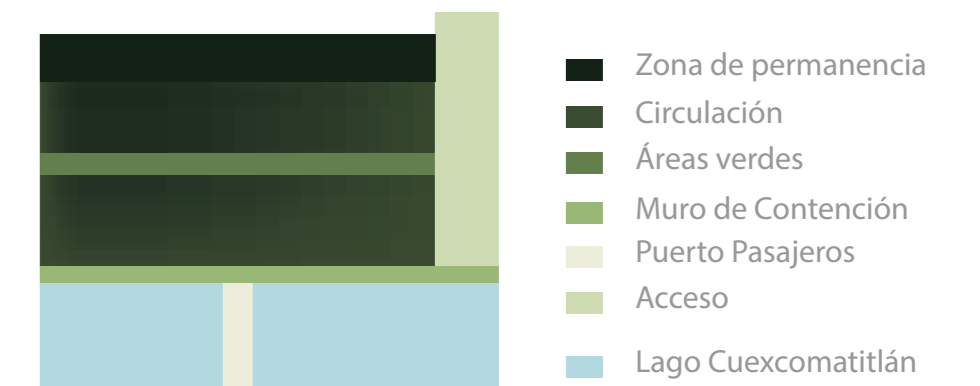 Zona de permanencia
Circulación
Áreas verdes
Muro de Contención
Puerto Pasajeros
Acceso
Lago Cuexcomatitlán